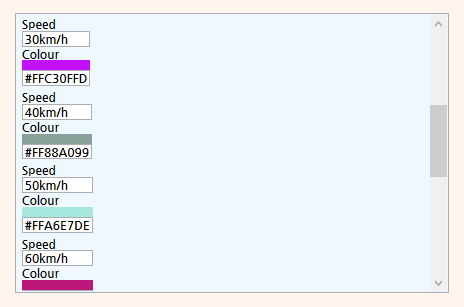 Speed
30km/h
Colour
#FFC30FFD
Speed
40km/h
Colour
#FF88A099
Speed
50km/h
Colour
#FFA6E7DE
Speed
60km/h
Colour